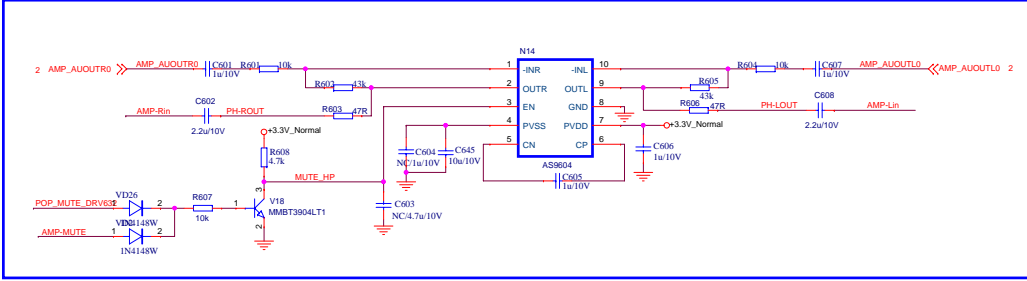 N14
2 AMP_AUOUTR0 AMP_AUOUTR0 C601 R601 10k 1 -INR -INL 10 R604 10k C607 AMP_AUOUTL0 AMP_AUOUTL0 2
1u/10V 1u/10V
R602 43k 2 OUTR OUTL 9 R605
43k
C602 3 EN GND 8 C608
AMP-Rin PH-ROUT R603 47R R606 47R PH-LOUT AMP-Lin
2.2u/10V 2.2u/10V
4 PVSS PVDD 7 +3.3V_Normal
+3.3V_Normal
5 CN CP 6
R608 C604 C645 C606
4.7k NC/1u/10V 10u/10V 1u/10V
AS9604
MUTE_HP C605
1u/10V
3
VD26 R607 V18 C603
POP_MUTE_DRV632 2 1 MMBT3904LT1 NC/4.7u/10V
1N4148W 10k
2
AMP-MUTE 1 2
1N4148W